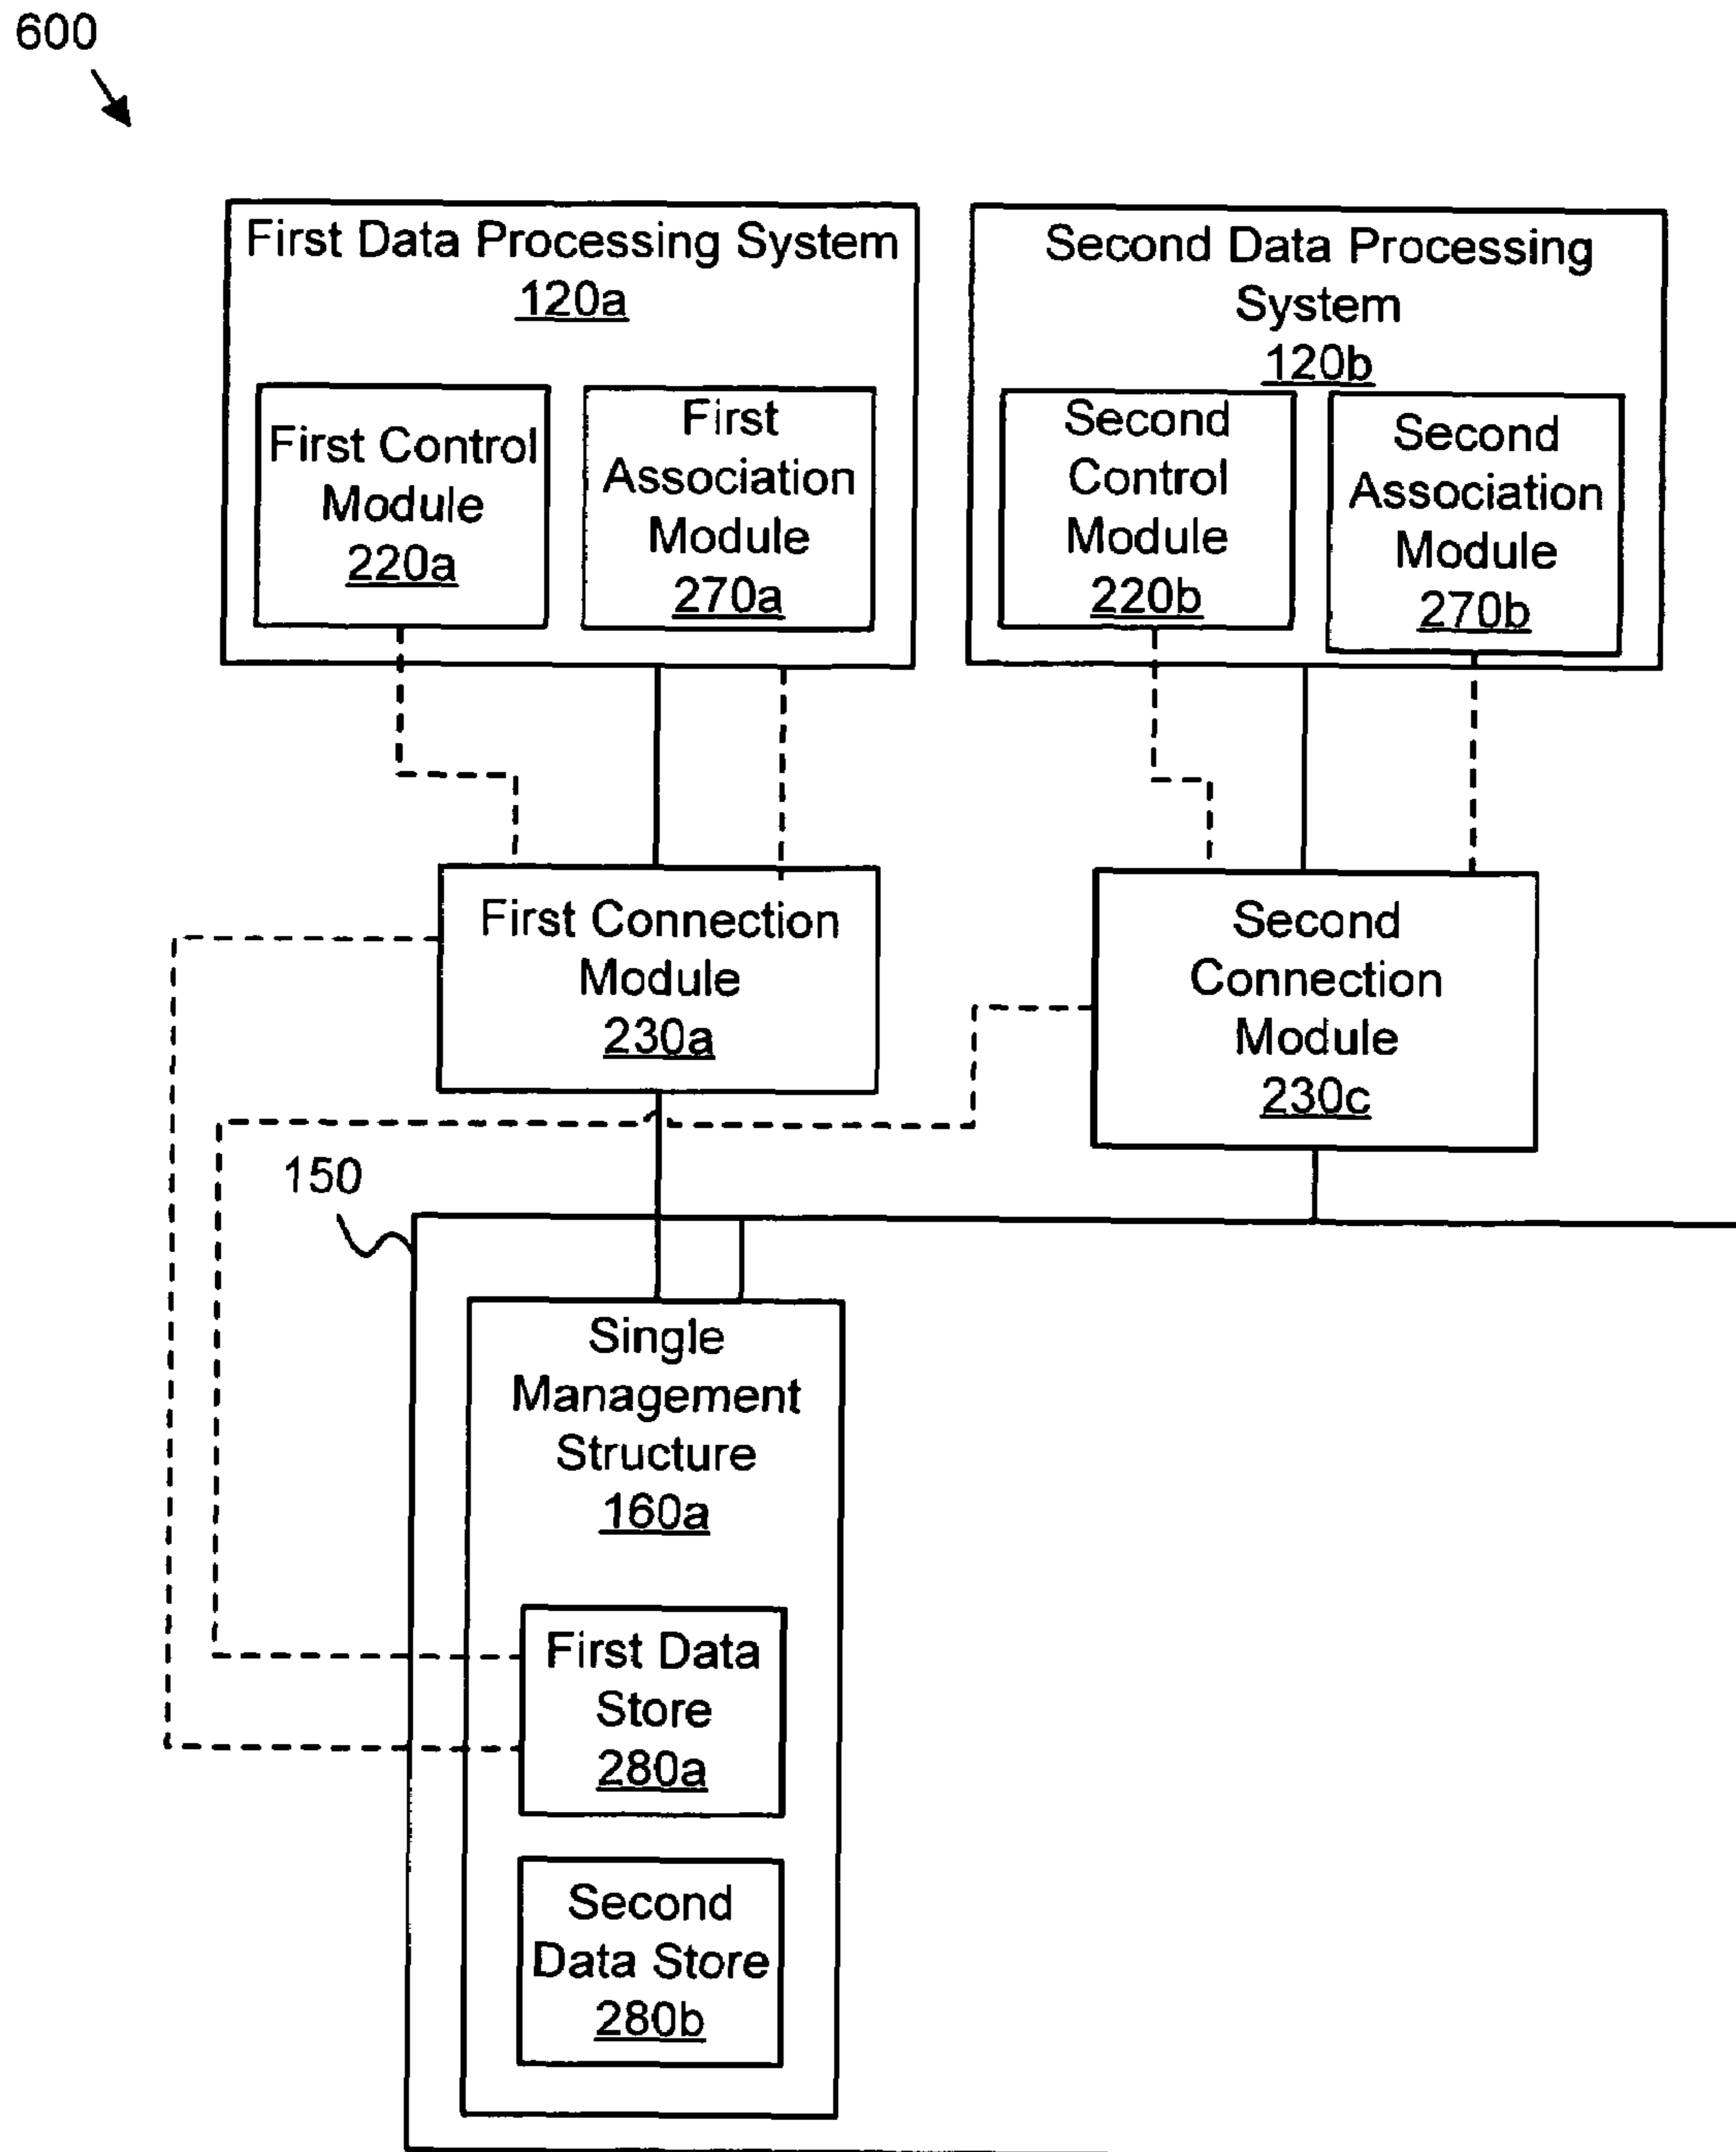 600
First Data Processing System
120a
First Control
Module
220a
First
Association
Module
270a
Second Data Processing
System
120b
Second
Control
Module
220b
Second
Association
Module
270b
First Connection
Module
230a
Second
Connection
Module
230c
150
Single
Management
Structure
160a
First Data
Store
280a
Second
Data Store
280b